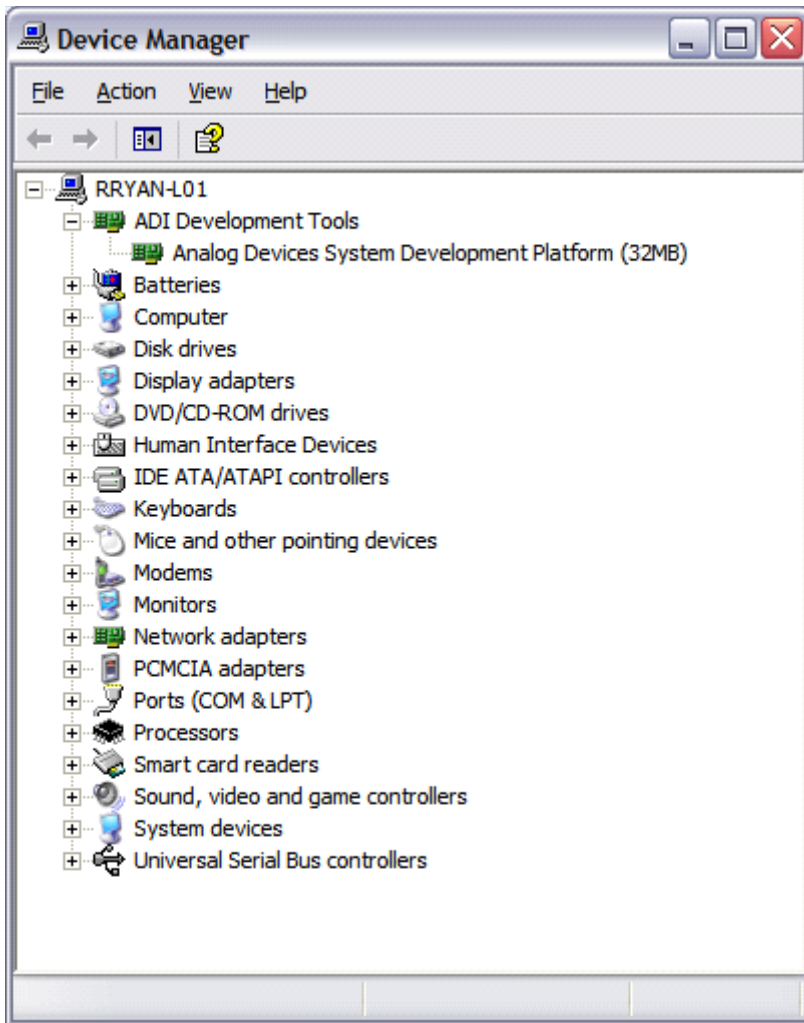 Device Manager
File Action View Help
RRYAN-L01
ADI Development Tools
Analog Devices System Development Platform (32MB)
Batteries
Computer
Disk drives
Display adapters
DVD/CD-ROM drives
Human Interface Devices
IDE ATA/ATAPI controllers
Keyboards
Mice and other pointing devices
Modems
Monitors
Network adapters
PCMCIA adapters
Ports (COM & LPT)
Processors
Smart card readers
Sound, video and game controllers
System devices
Universal Serial Bus controllers